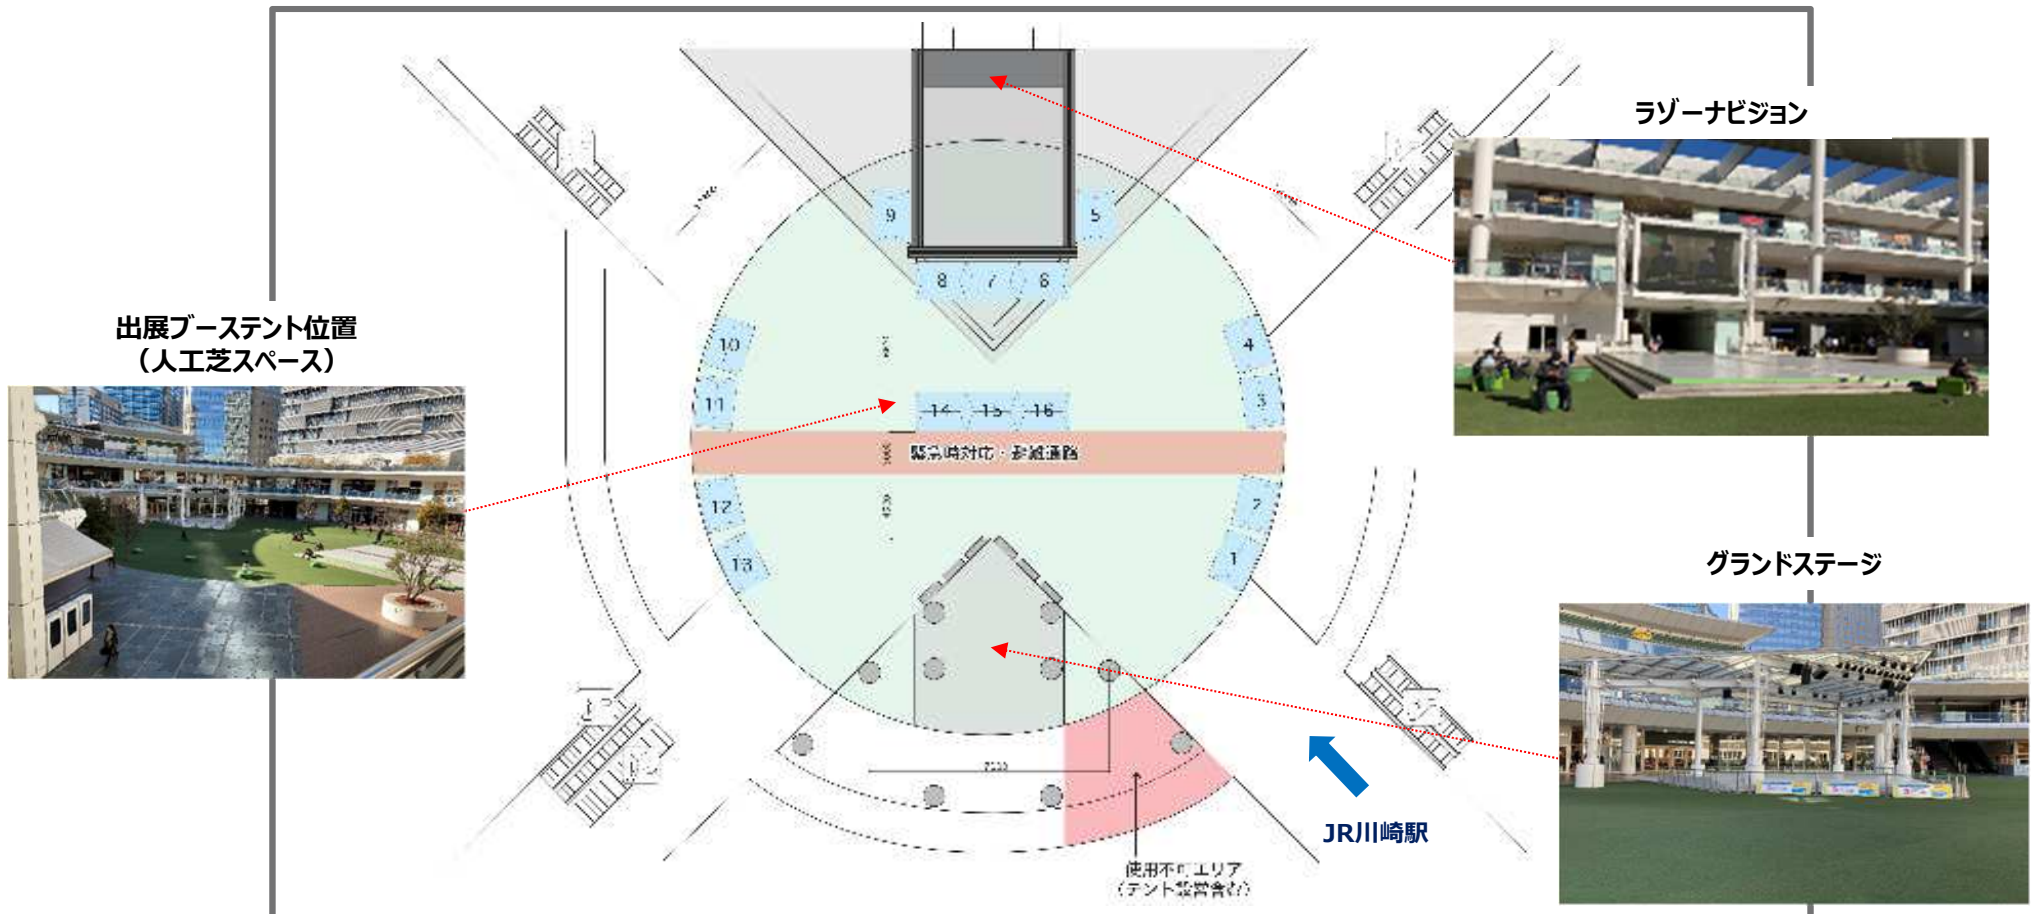 ラゾーナビジョン
9
5
8
7
6
出展ブーステント位置
（人工芝スペース）
10
4
11
3
14
15
16
緊急時対応・避難通路
12
2
13
1
グランドステージ
JR川崎駅
使用不可エリア
（テント設営含む）